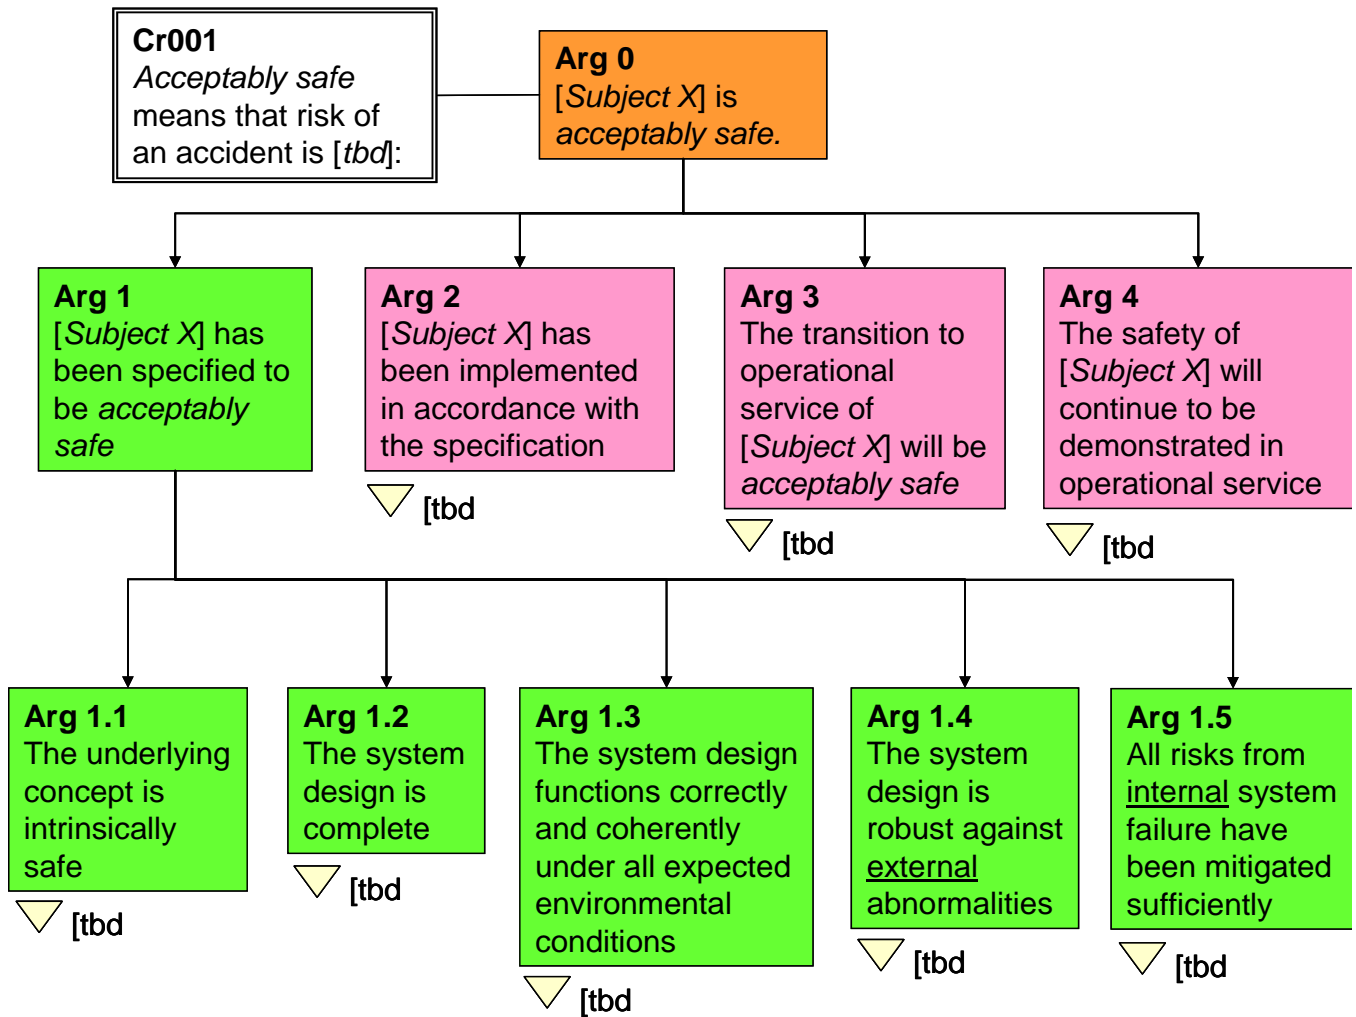 Cr001
Acceptably safe
means that risk of
an accident is [tbd]:
Arg 0
[Subject X] is
acceptably safe.
Arg 1
[Subject X] has
been specified to
be acceptably
safe
Arg 2
[Subject X] has
been implemented
in accordance with
the specification
[tbd
Arg 3
The transition to
operational
service of
[Subject X] will be
acceptably safe
[tbd
Arg 4
The safety of
[Subject X] will
continue to be
demonstrated in
operational service
[tbd
Arg 1.1
The underlying
concept is
intrinsically
safe
[tbd
Arg 1.2
The system
design is
complete
[tbd
Arg 1.3
The system design
functions correctly
and coherently
under all expected
environmental
conditions
[tbd
Arg 1.4
The system
design is
robust against
external
abnormalities
[tbd
Arg 1.5
All risks from
internal system
failure have
been mitigated
sufficiently
[tbd